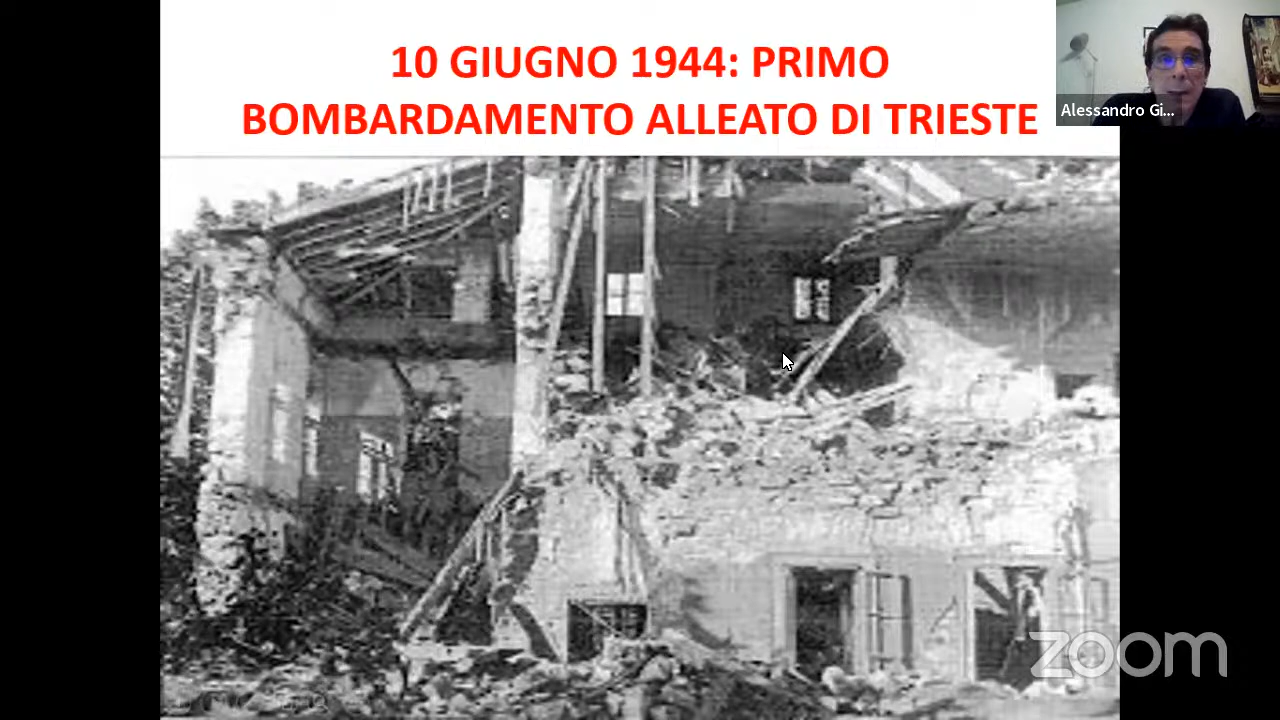 10 GIUGNO 1944: PRIMO
BOMBARDAMENTO ALLEATO DI TRIESTE
Alessandro Gi...
zoom